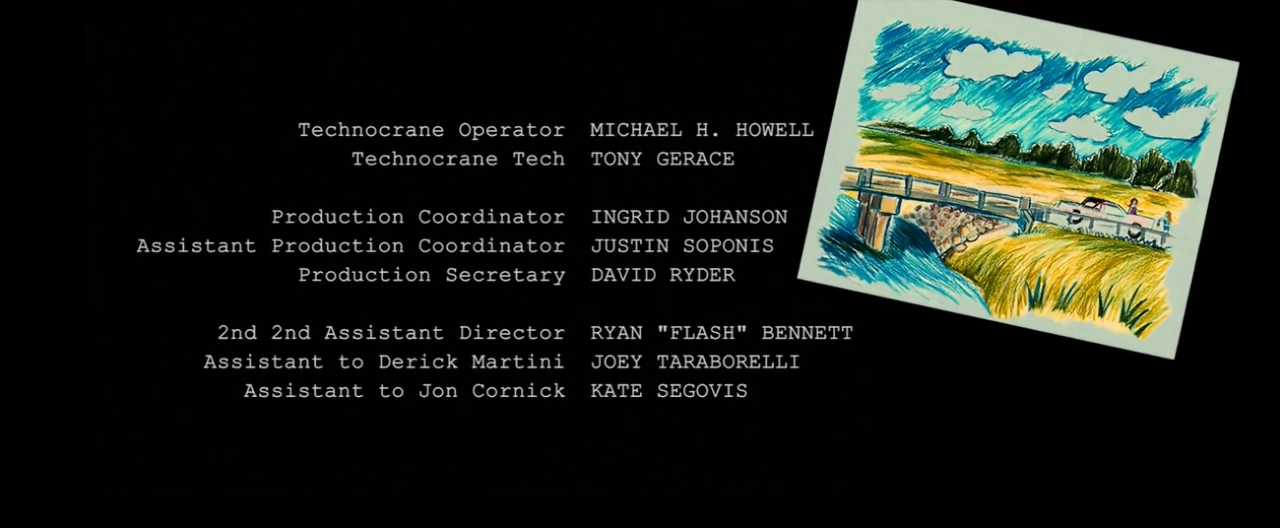 Technocrane Operator MICHAEL H. HOWELL
Technocrane Tech TONY GERACE
Production Coordinator INGRID JOHANSON
Assistant Production Coordinator JUSTIN SOPONIS
Production Secretary DAVID RYDER
2nd 2nd Assistant Director RYAN "FLASH" BENNETT
Assistant to Derick Martini JOEY TARABORELLI
Assistant to Jon Cornick KATE SEGOVIS